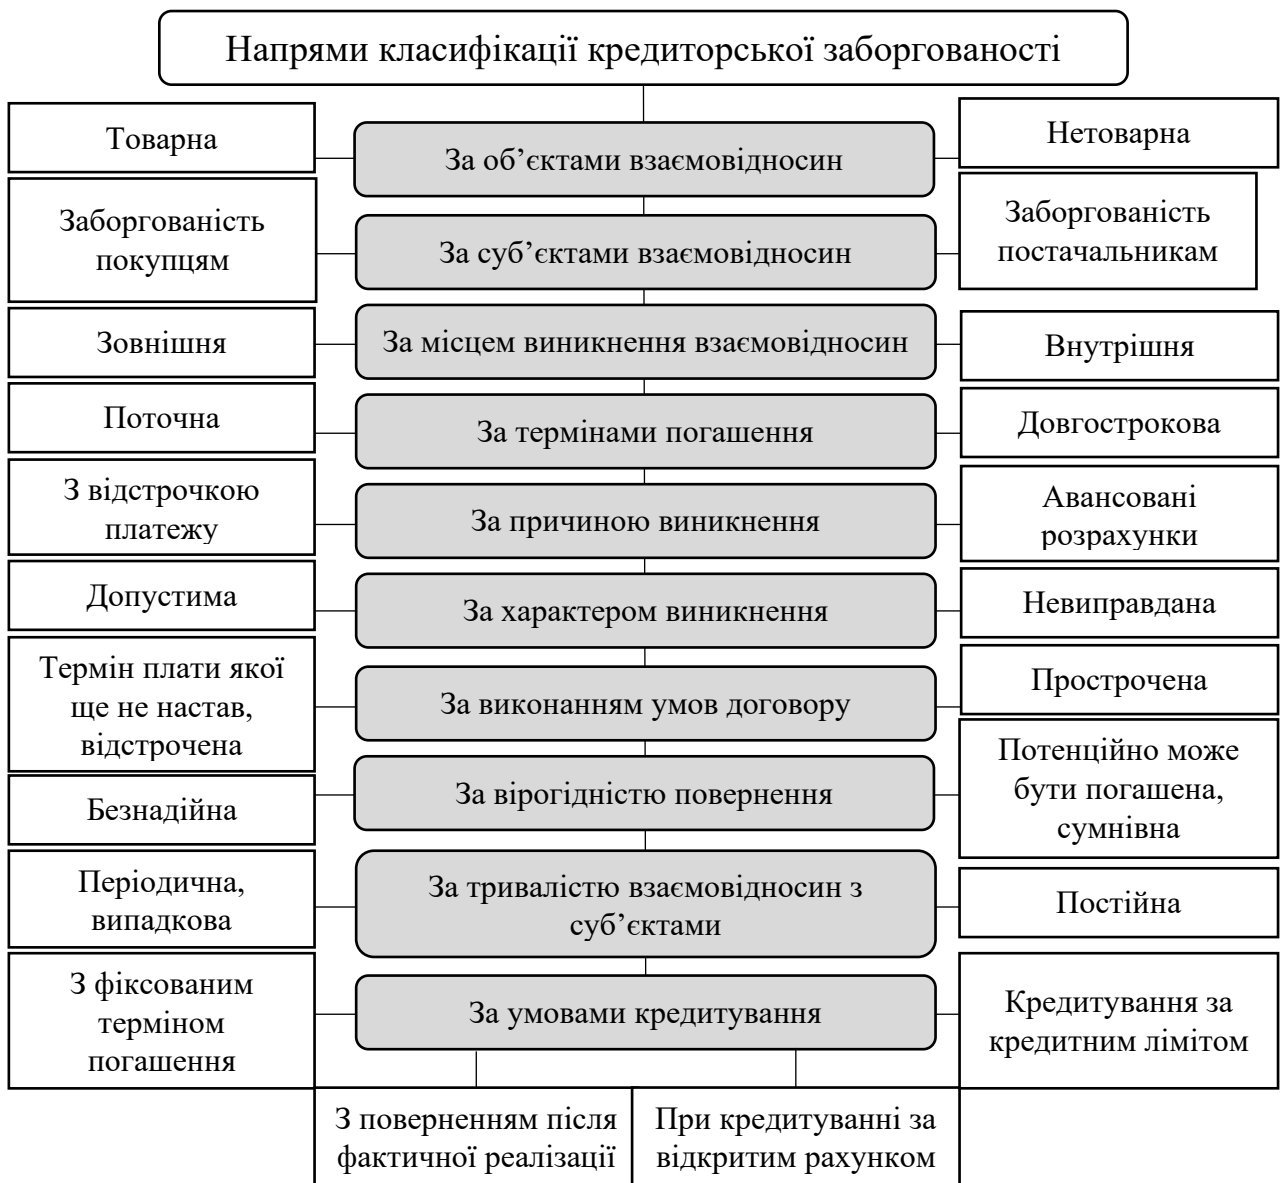 Напрями класифікації кредиторської заборгованості
Товарна
За об’єктами взаємовідносин
Нетоварна
Заборгованість
покупцям
За суб’єктами взаємовідносин
Заборгованість
постачальникам
Зовнішня
За місцем виникнення взаємовідносин
Внутрішня
Поточна
За термінами погашення
Довгострокова
З відстрочкою
платежу
За причиною виникнення
Авансовані
розрахунки
Допустима
За характером виникнення
Невиправдана
Термін плати якої
ще не настав,
відстрочена
За виконанням умов договору
Прострочена
Безнадійна
За вірогідністю повернення
Потенційно може
бути погашена,
сумнівна
Періодична,
випадкова
За тривалістю взаємовідносин з
суб’єктами
Постійна
З фіксованим
терміном
погашення
За умовами кредитування
Кредитування за
кредитним лімітом
З поверненням після
фактичної реалізації
При кредитуванні за
відкритим рахунком